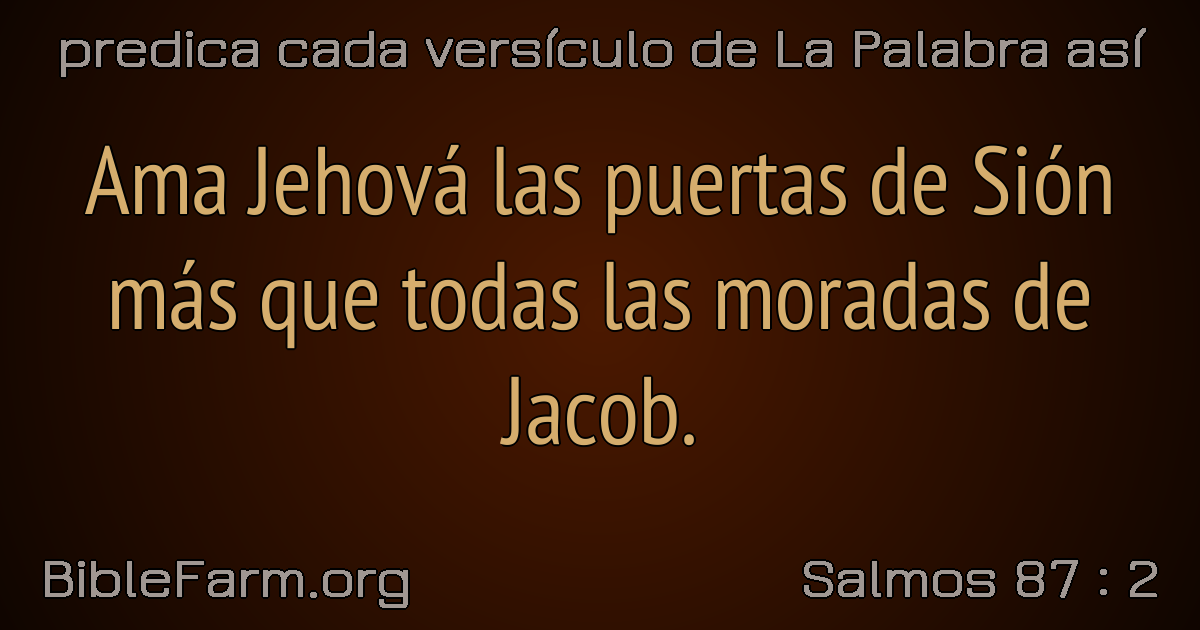 predica cada versículo de La Palabra así
Ama Jehová las puertas de Sión
más que todas las moradas de
Jacob.
BibleFarm.org
Salmos 87 : 2